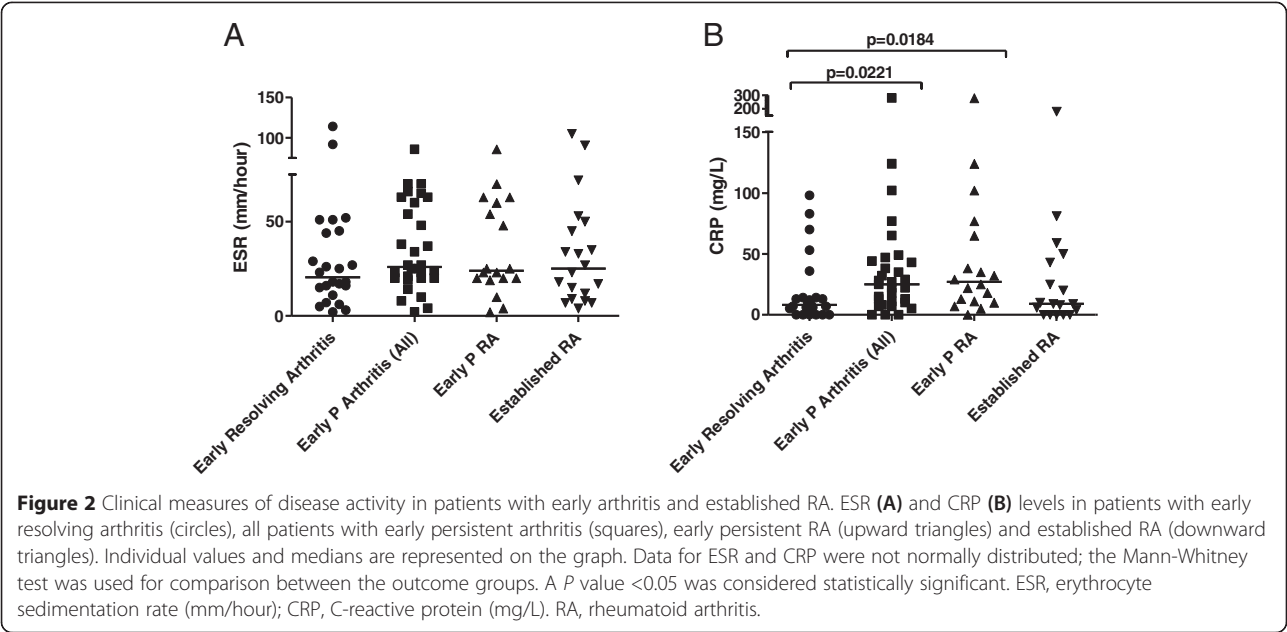 A
ESR (mm/hour)
150
100
50
0
Early Resolving Arthritis
Early P Arthritis (All)
Early P RA
Established RA
B
p=0.0184
p=0.0221
CRP (mg/L)
300
200
150
100
50
0
Early Resolving Arthritis
Early P Arthritis (All)
Early P RA
Established RA
Figure 2 Clinical measures of disease activity in patients with early arthritis and established RA. ESR (A) and CRP (B) levels in patients with early
resolving arthritis (circles), all patients with early persistent arthritis (squares), early persistent RA (upward triangles) and established RA (downward
triangles). Individual values and medians are represented on the graph. Data for ESR and CRP were not normally distributed; the Mann-Whitney
test was used for comparison between the outcome groups. A P value <0.05 was considered statistically significant. ESR, erythrocyte
sedimentation rate (mm/hour); CRP, C-reactive protein (mg/L). RA, rheumatoid arthritis.